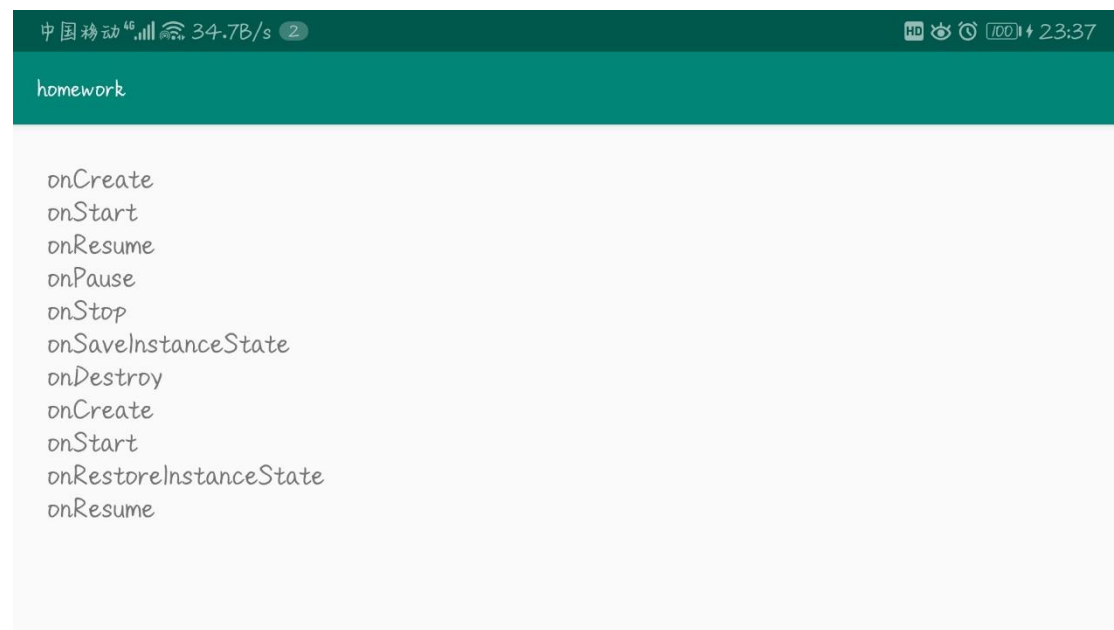 中国移动 4G 34.7B/s 2 HD 100 23:37
homework
onCreate
onStart
onResume
onPause
onStop
onSaveInstanceState
onDestroy
onCreate
onStart
onRestoreInstanceState
onResume